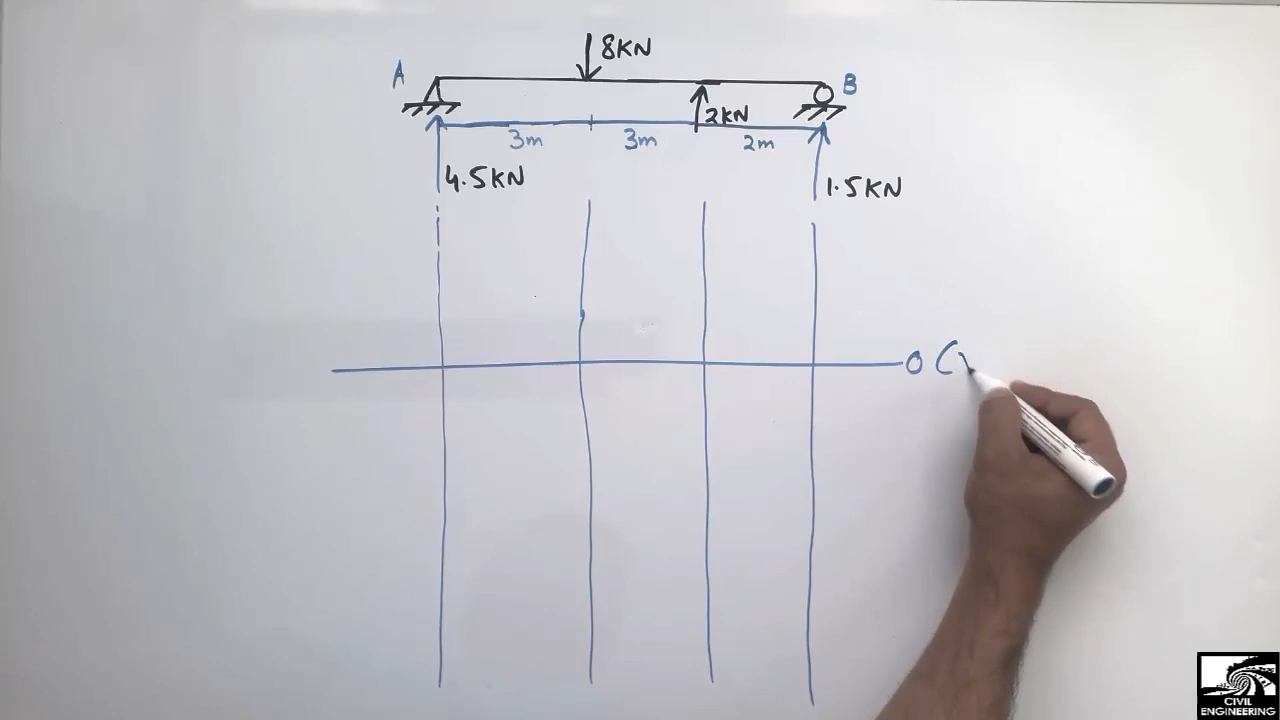 8KN
A
B
2KN
3m 3m 2m
4.5KN
1.5KN
0 (
CIVIL
ENGINEERING